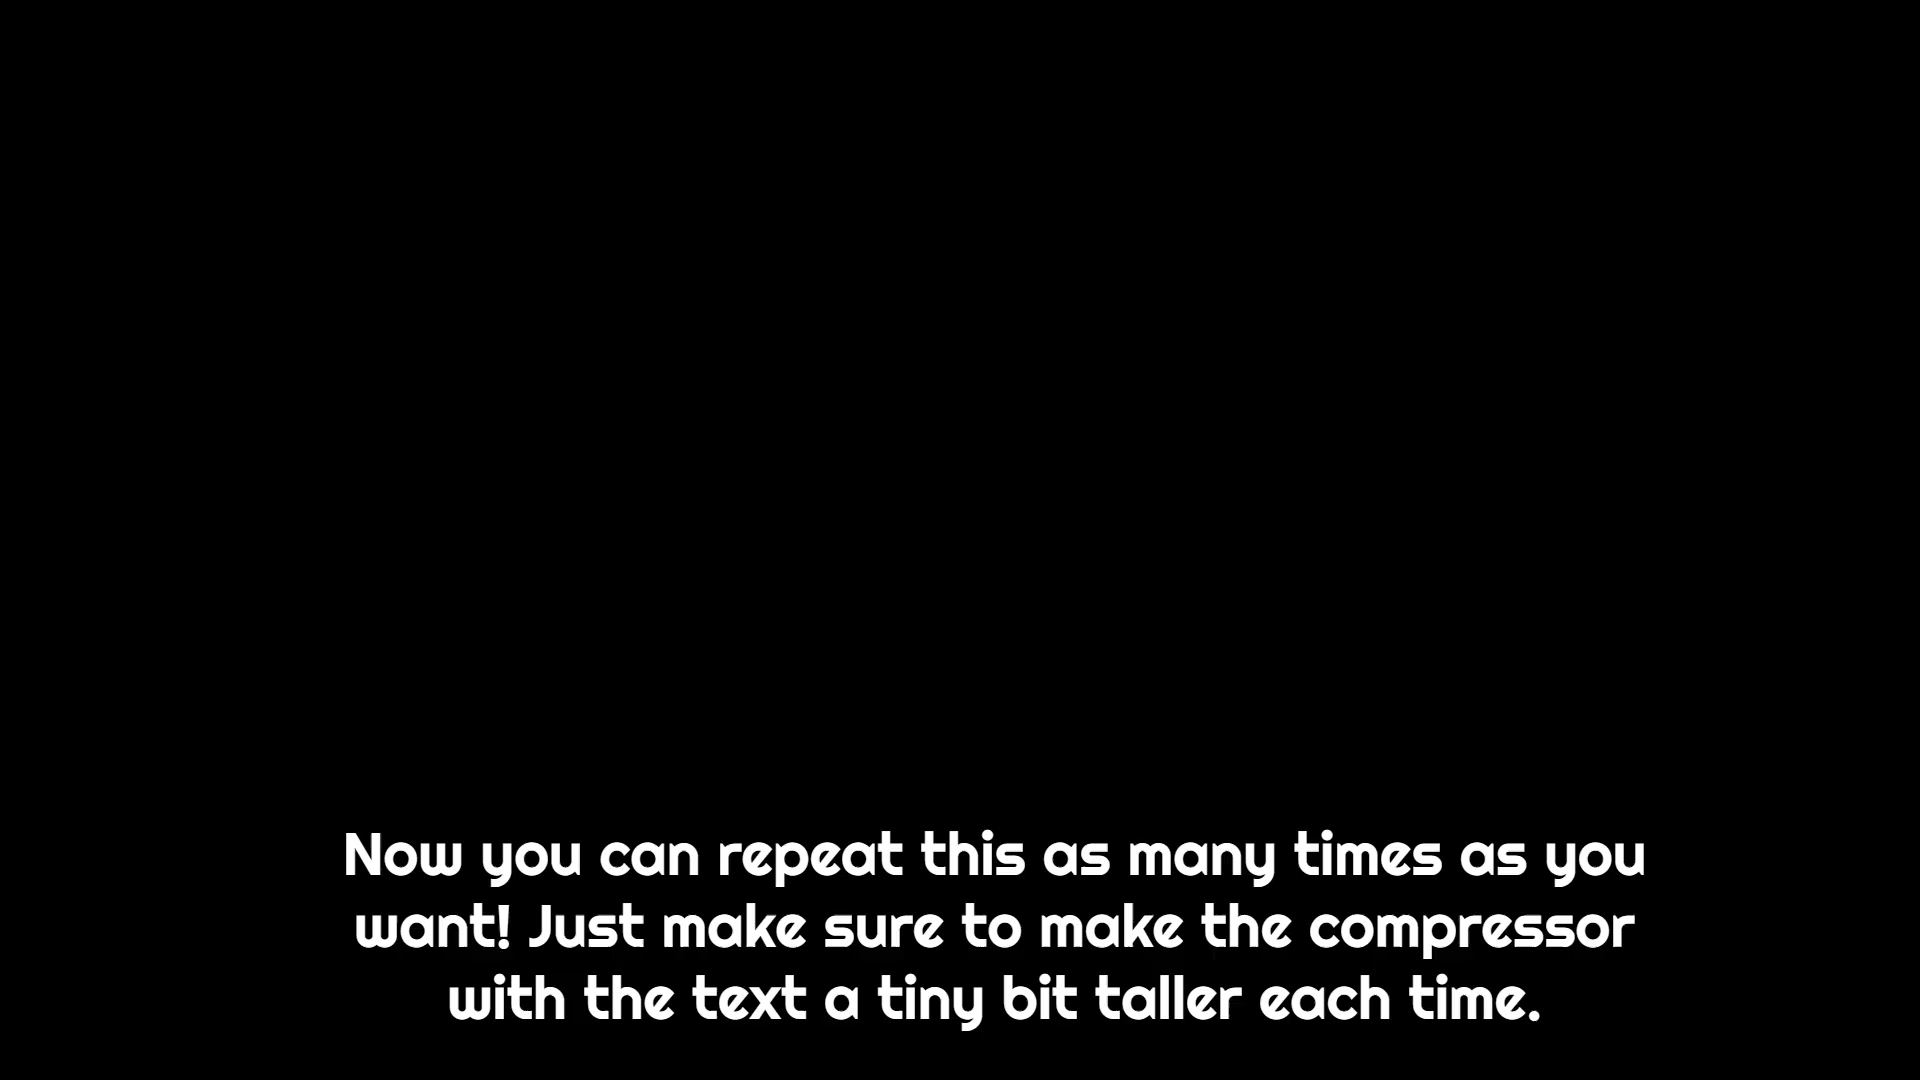 Now you can repeat this as many times as you
want! Just make sure to make the compressor
with the text a tiny bit taller each time.